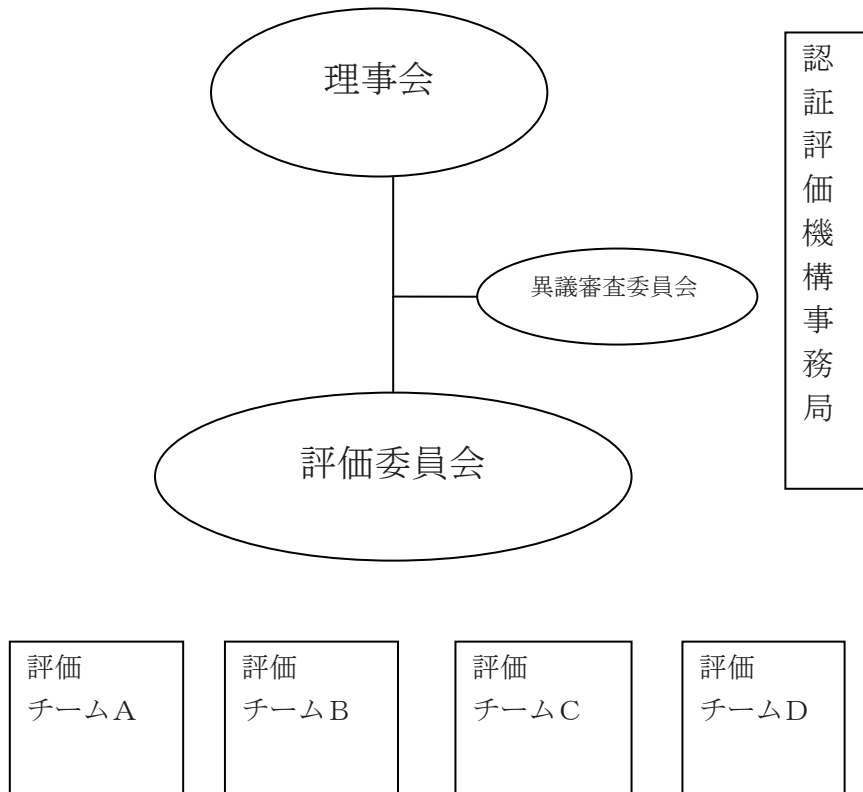 理事会
認証評価機構事務局
異議審査委員会
評価委員会
評価
チームA
評価
チームB
評価
チームC
評価
チームD